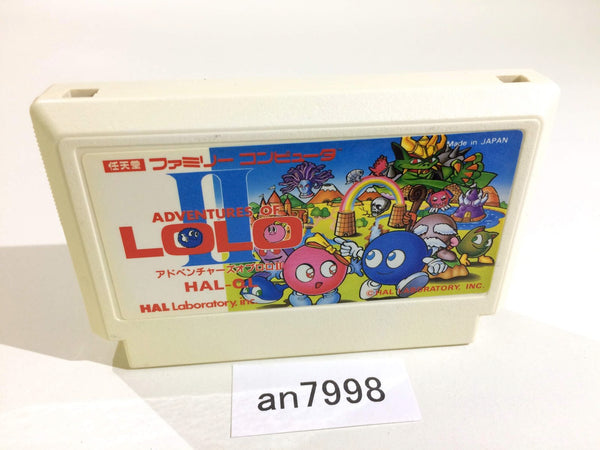 任天堂 ファミリー コンピュータ
Made in JAPAN
II
ADVENTURES OF
LOLO
アドベンチャーズオブロロII
HAL-OL
HAL Laboratory, Inc.
©HAL LABORATORY, INC.
an7998